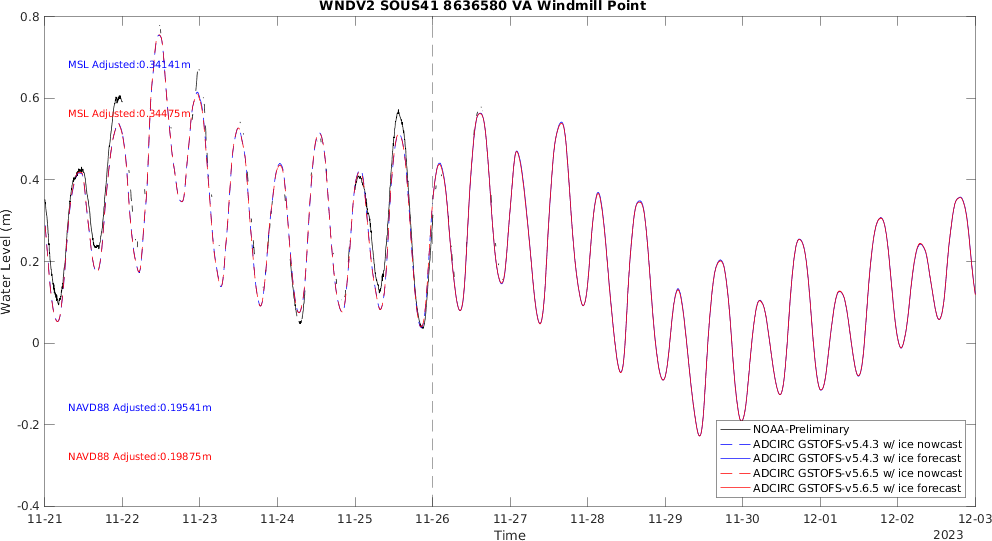 WNDV2 SOUS41 8636580 VA Windmill Point
0.8
0.6
0.4
0.2
0
-0.2
-0.4
Water Level (m)
MSL Adjusted:0.34141m
MSL Adjusted:0.34475m
NAVD88 Adjusted:0.19541m
NAVD88 Adjusted:0.19875m
NOAA-Preliminary
ADCIRC GSTOFS-v5.4.3 w/ ice nowcast
ADCIRC GSTOFS-v5.4.3 w/ ice forecast
ADCIRC GSTOFS-v5.6.5 w/ ice nowcast
ADCIRC GSTOFS-v5.6.5 w/ ice forecast
11-21 11-22 11-23 11-24 11-25 11-26 11-27 11-28 11-29 11-30 12-01 12-02 12-03
Time
2023